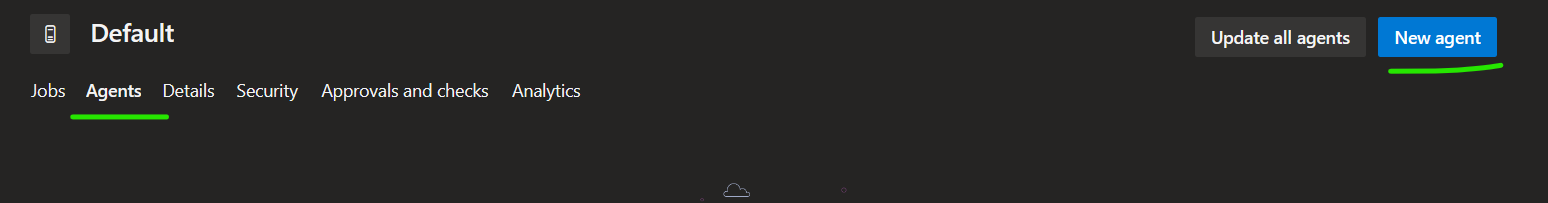 Default
Update all agents New agent
Jobs Agents Details Security Approvals and checks Analytics